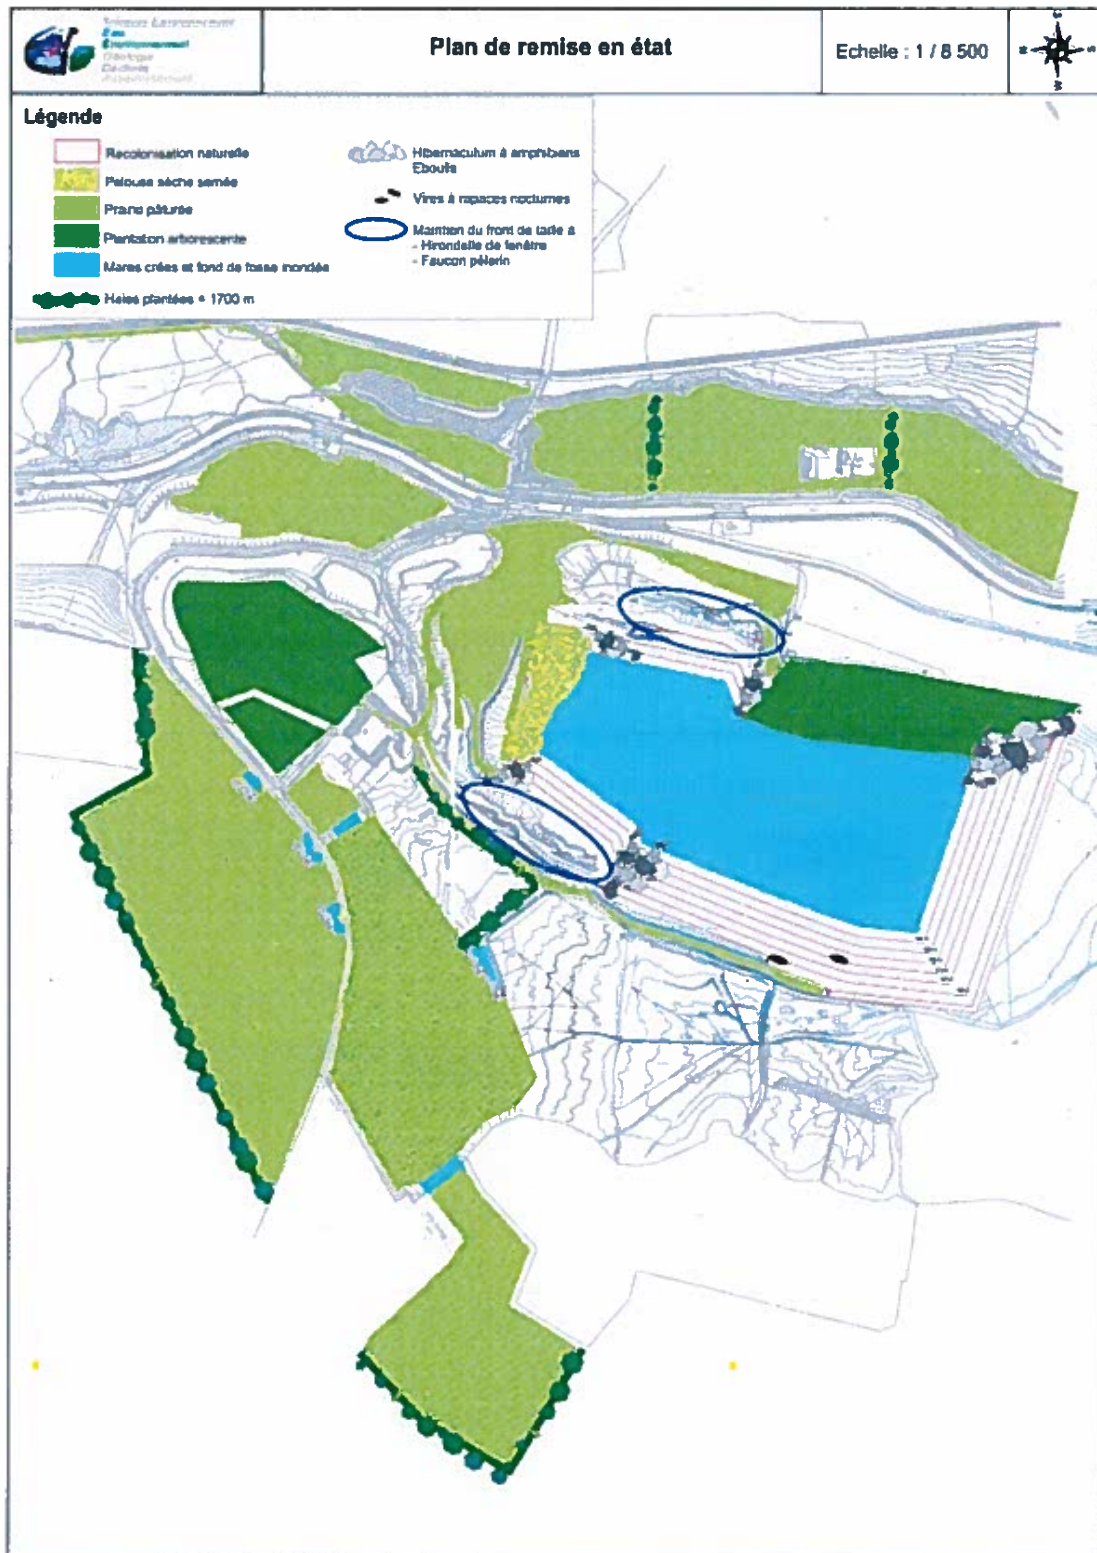 Plan de remise en état
Echelle : 1 / 8 500
Légende
Recolonisation naturelle
Pelouse sèche semée
Prairie pâturée
Plantation arborescente
Mares crées et fond de fosse inondée
Haies plantées = 1700 m
Hibernaculum à amphibiens
Eboulis
Vires à rapaces nocturnes
Maintien du front de taille à
- Hirondelle de fenêtre
- Faucon pèlerin